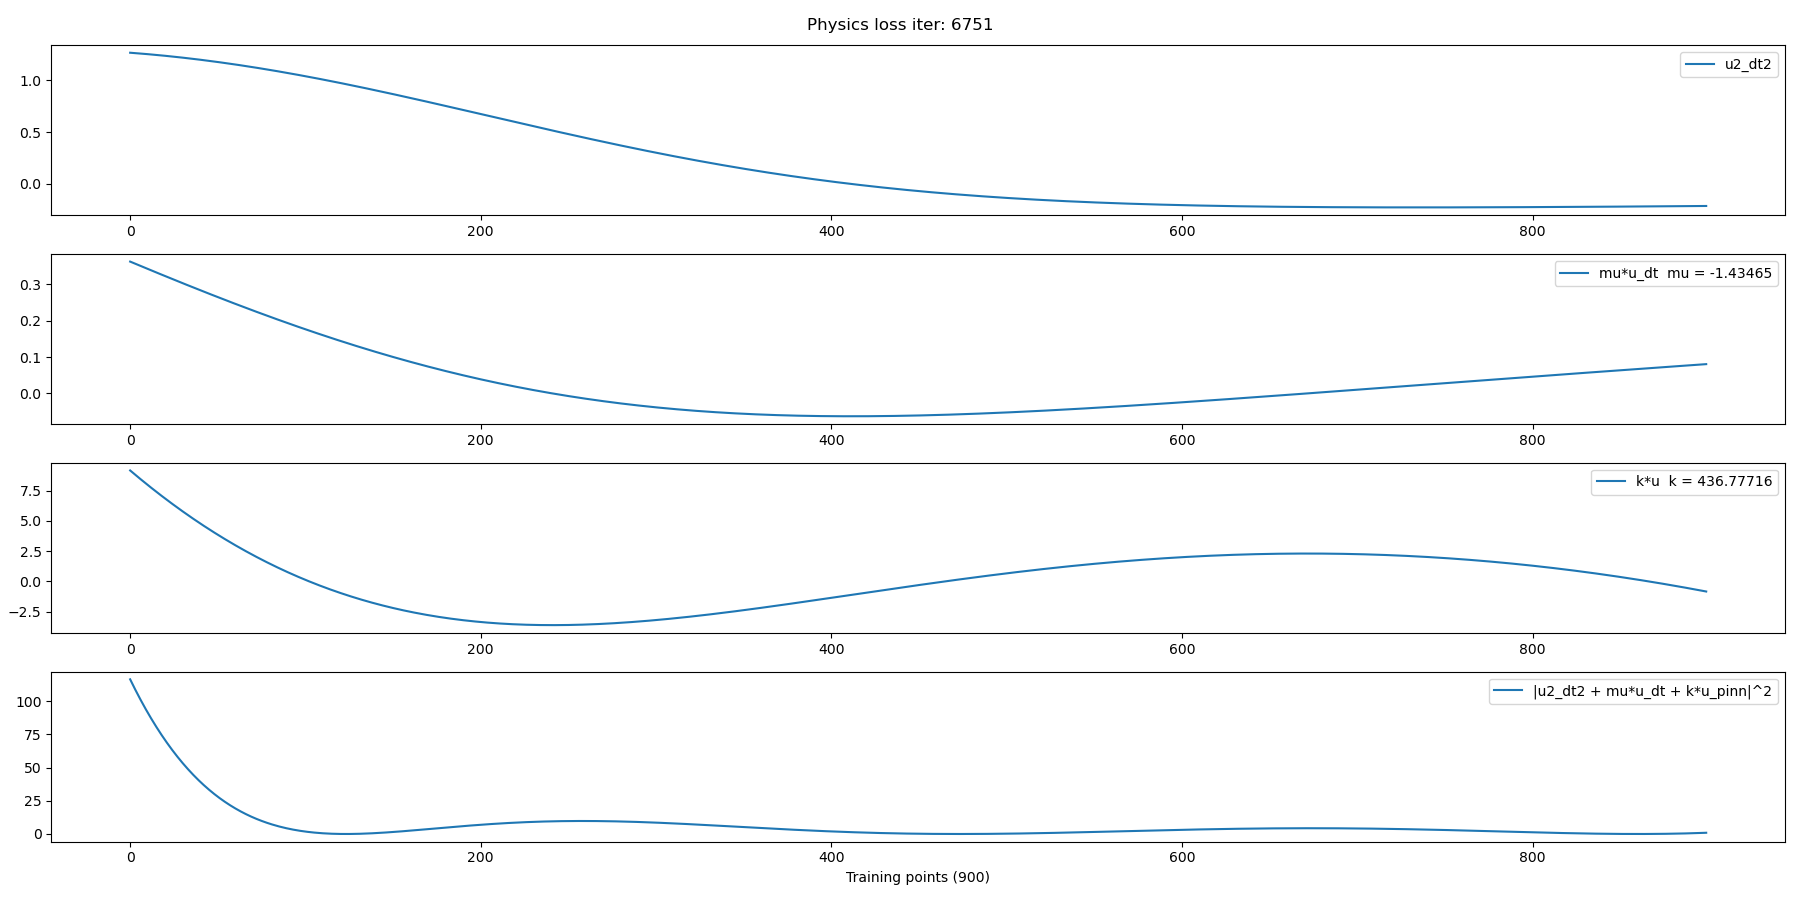 Physics loss iter: 6751
1.0
0.5
0.0
u2_dt2
0 200 400 600 800
0.3
0.2
0.1
0.0
mu*u_dt  mu = -1.43465
0 200 400 600 800
7.5
5.0
2.5
0.0
−2.5
k*u  k = 436.77716
0 200 400 600 800
100
75
50
25
0
|u2_dt2 + mu*u_dt + k*u_pinn|^2
0 200 400 600 800
Training points (900)